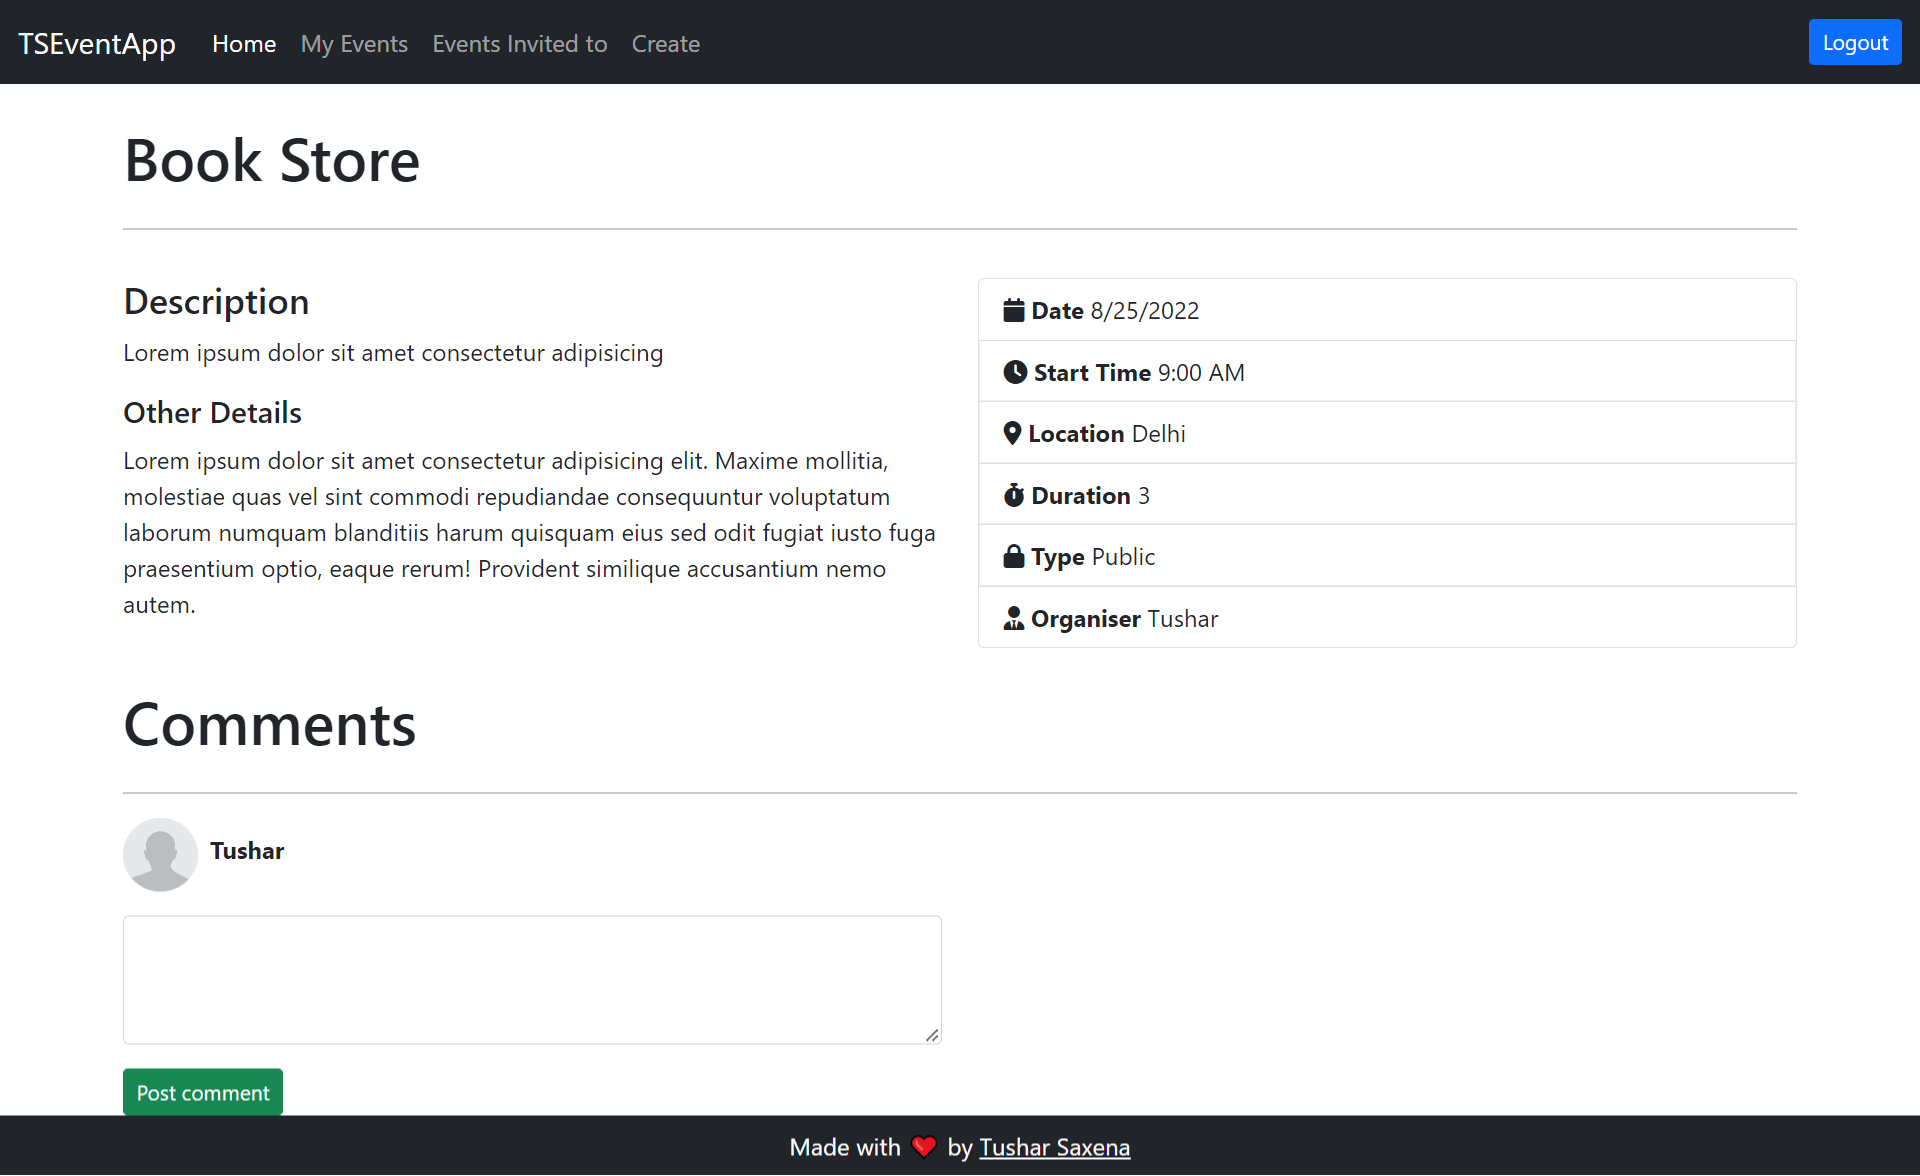 TSEventApp Home My Events Events Invited to Create Logout
Book Store
Description
Lorem ipsum dolor sit amet consectetur adipisicing
Other Details
Lorem ipsum dolor sit amet consectetur adipisicing elit. Maxime mollitia,
molestiae quas vel sint commodi repudiandae consequuntur voluptatum
laborum numquam blanditiis harum quisquam eius sed odit fugiat iusto fuga
praesentium optio, eaque rerum! Provident similique accusantium nemo
autem.
Date 8/25/2022
Start Time 9:00 AM
Location Delhi
Duration 3
Type Public
Organiser Tushar
Comments
Tushar
Post comment
Made with ❤️ by Tushar Saxena